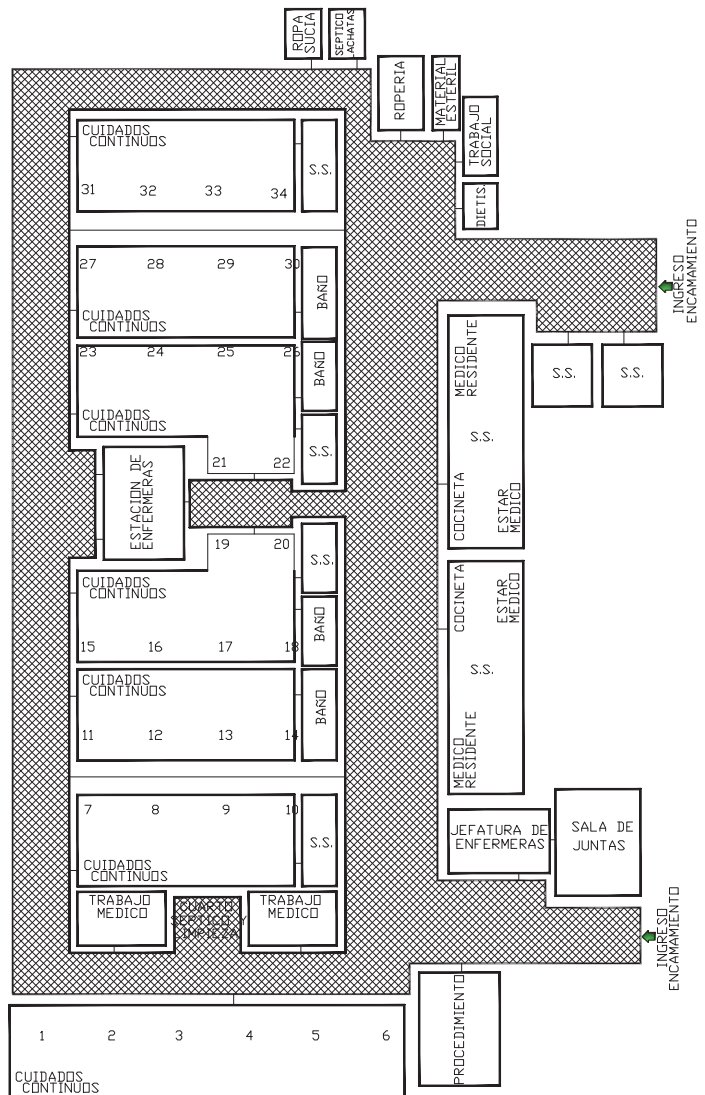 ROPA
SUCIA
SEPTICO
ROPERIA
MATERIAL
ESTERIL
TRABAJO
SOCIAL
DIETIS.
INGRESO
ENCAMAMIENTO
CUIDADOS
CONTINUOS
31 32 33 34
S.S.
27 28 29 30
CUIDADOS
CONTINUOS
BAÑO
23 24 25 26
CUIDADOS
CONTINUOS
BAÑO
S.S.
21 22
ESTACION DE
ENFERMERAS
19 20
S.S.
CUIDADOS
CONTINUOS
15 16 17 18
BAÑO
CUIDADOS
CONTINUOS
11 12 13 14
BAÑO
7 8 9 10
CUIDADOS
CONTINUOS
S.S.
TRABAJO
MEDICO
CUARTO
SEPTICO Y
LIMPIEZA
TRABAJO
MEDICO
MEDICO
RESIDENTE
S.S.
COCINETA
ESTAR
MEDICO
S.S.
S.S.
COCINETA
ESTAR
MEDICO
S.S.
MEDICO
RESIDENTE
JEFATURA DE
ENFERMERAS
SALA DE
JUNTAS
INGRESO
ENCAMAMIENTO
PROCEDIMIENTO
1 2 3 4 5 6
CUIDADOS
CONTINUOS